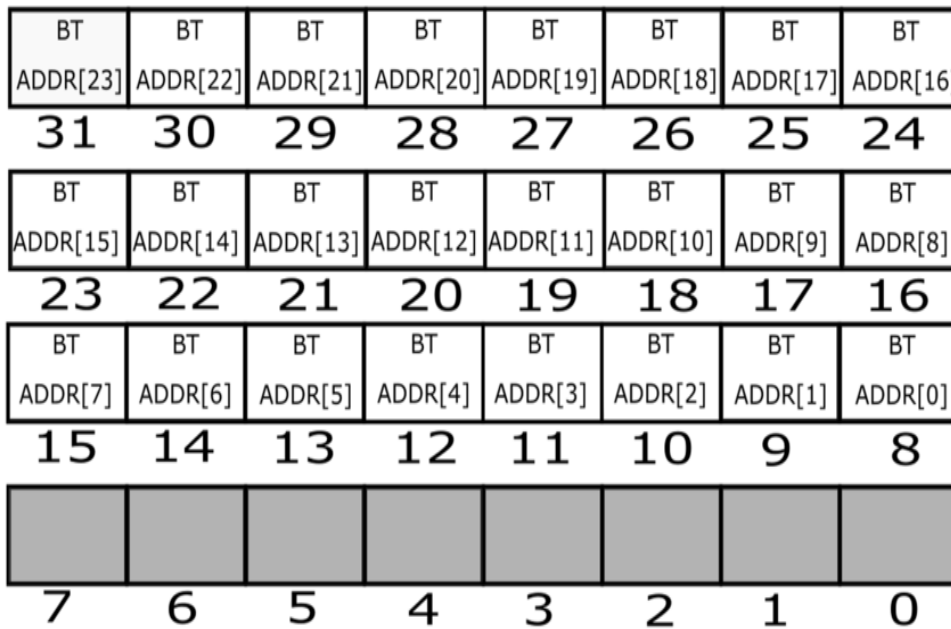 BT BT BT BT BT BT BT BT
ADDR[23] ADDR[22] ADDR[21] ADDR[20] ADDR[19] ADDR[18] ADDR[17] ADDR[16
31 30 29 28 27 26 25 24
BT BT BT BT BT BT BT BT
ADDR[15] ADDR[14] ADDR[13] ADDR[12] ADDR[11] ADDR[10] ADDR[9] ADDR[8]
23 22 21 20 19 18 17 16
BT BT BT BT BT BT BT BT
ADDR[7] ADDR[6] ADDR[5] ADDR[4] ADDR[3] ADDR[2] ADDR[1] ADDR[0]
15 14 13 12 11 10 9 8
7 6 5 4 3 2 1 0